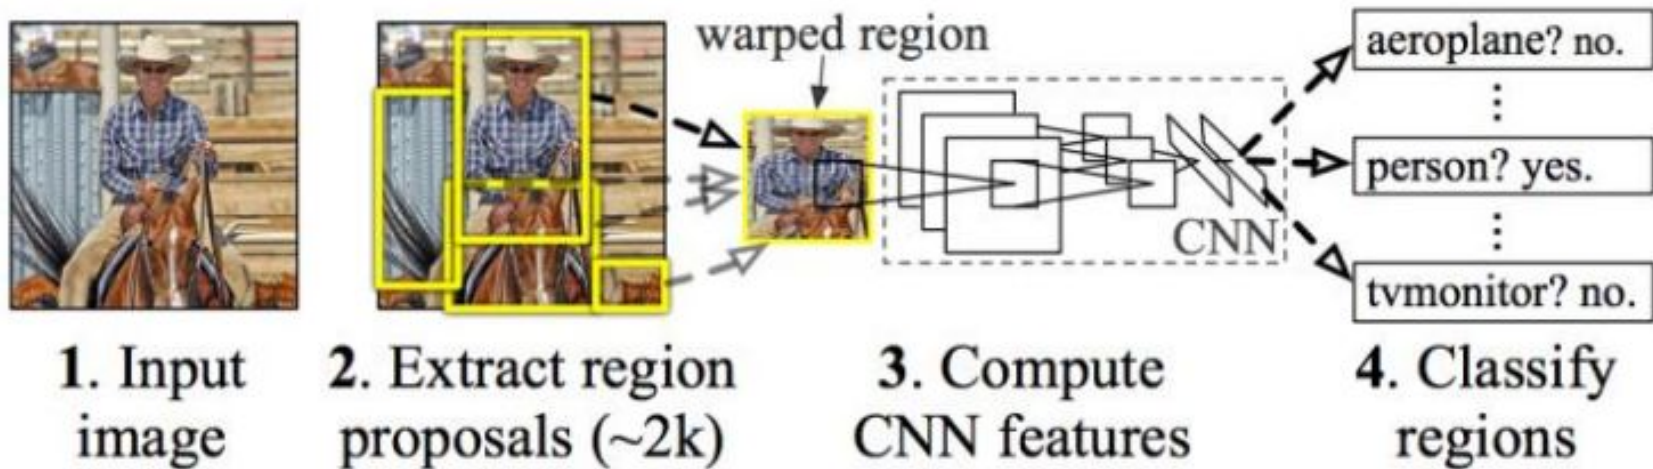 warped region
aeroplane? no.
person? yes.
CNN
tvmonitor? no.
1. Input
image
2. Extract region
proposals (~2k)
3. Compute
CNN features
4. Classify
regions